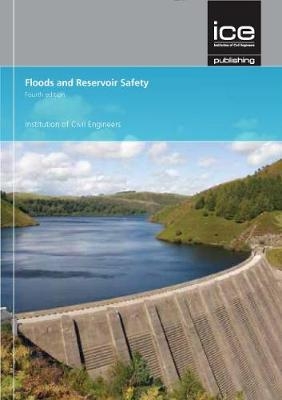 ice
Institution of Civil Engineers
publishing
Floods and Reservoir Safety
Fourth edition
Institution of Civil Engineers